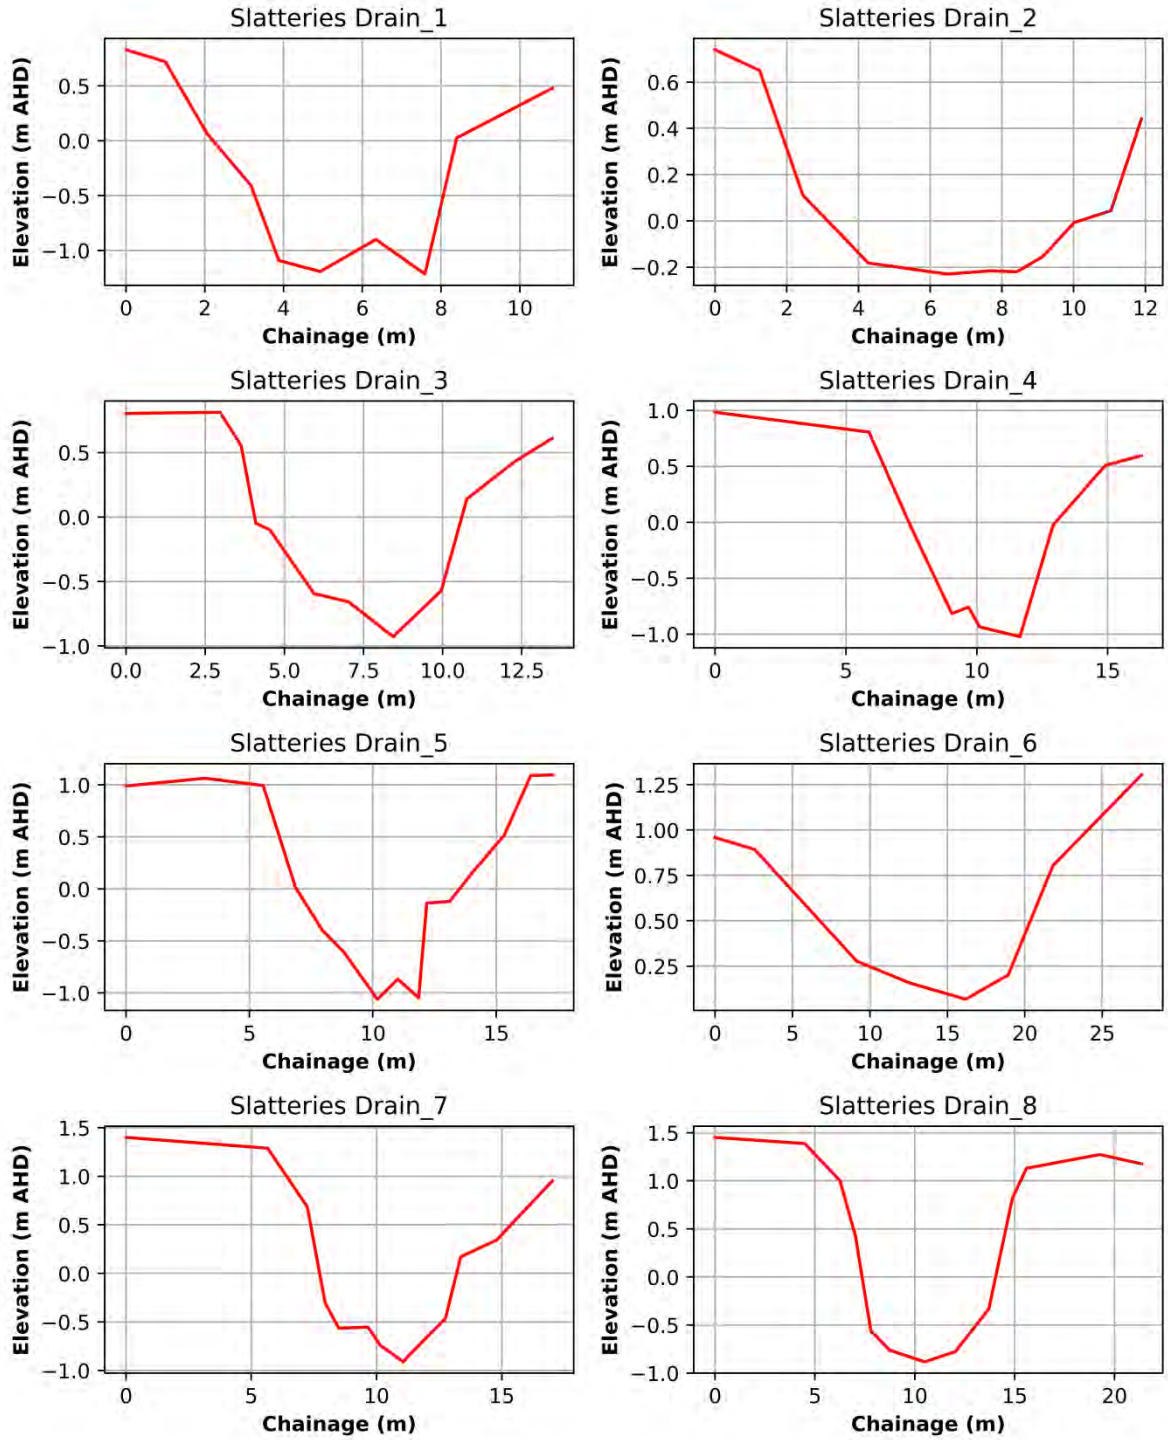 Slatteries Drain_1
Elevation (m AHD)
0.5
0.0
−0.5
−1.0
0 2 4 6 8 10
Chainage (m)
Slatteries Drain_2
Elevation (m AHD)
0.6
0.4
0.2
0.0
−0.2
0 2 4 6 8 10 12
Chainage (m)
Slatteries Drain_3
Elevation (m AHD)
0.5
0.0
−0.5
−1.0
0.0 2.5 5.0 7.5 10.0 12.5
Chainage (m)
Slatteries Drain_4
Elevation (m AHD)
1.0
0.5
0.0
−0.5
−1.0
0 5 10 15
Chainage (m)
Slatteries Drain_5
Elevation (m AHD)
1.0
0.5
0.0
−0.5
−1.0
0 5 10 15
Chainage (m)
Slatteries Drain_6
Elevation (m AHD)
1.25
1.00
0.75
0.50
0.25
0 5 10 15 20 25
Chainage (m)
Slatteries Drain_7
Elevation (m AHD)
1.5
1.0
0.5
0.0
−0.5
−1.0
0 5 10 15
Chainage (m)
Slatteries Drain_8
Elevation (m AHD)
1.5
1.0
0.5
0.0
−0.5
−1.0
0 5 10 15 20
Chainage (m)